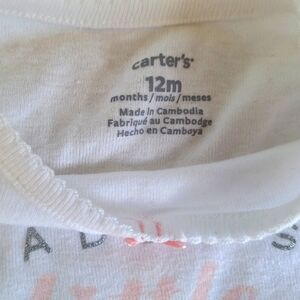 carter's®
12m
months / mois / meses
Made in Cambodia
Fabriqué au Cambodge
Hecho en Camboya
A D
S